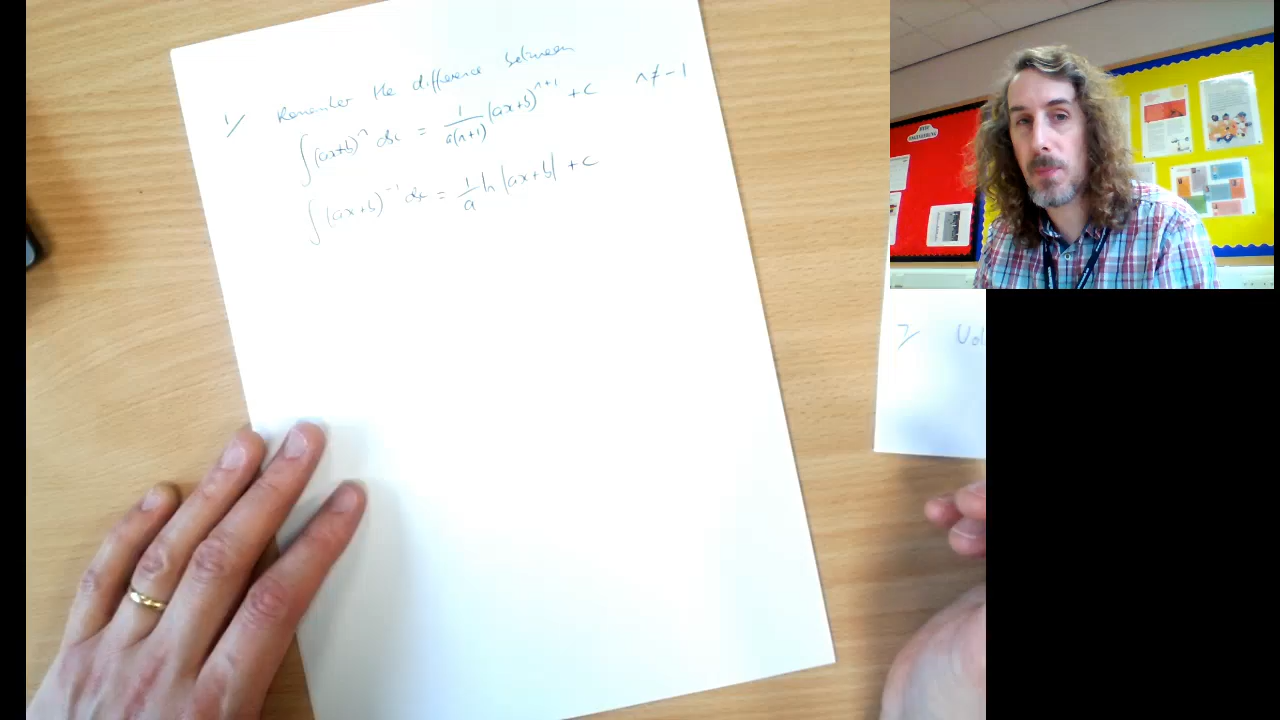 1/ Remember the difference between
∫(ax+b)^n dx = 1/a(n+1) (ax+b)^{n+1} + c n ≠ -1
∫(ax+b)^{-1} dx = 1/a ln |ax+b| + c
7/